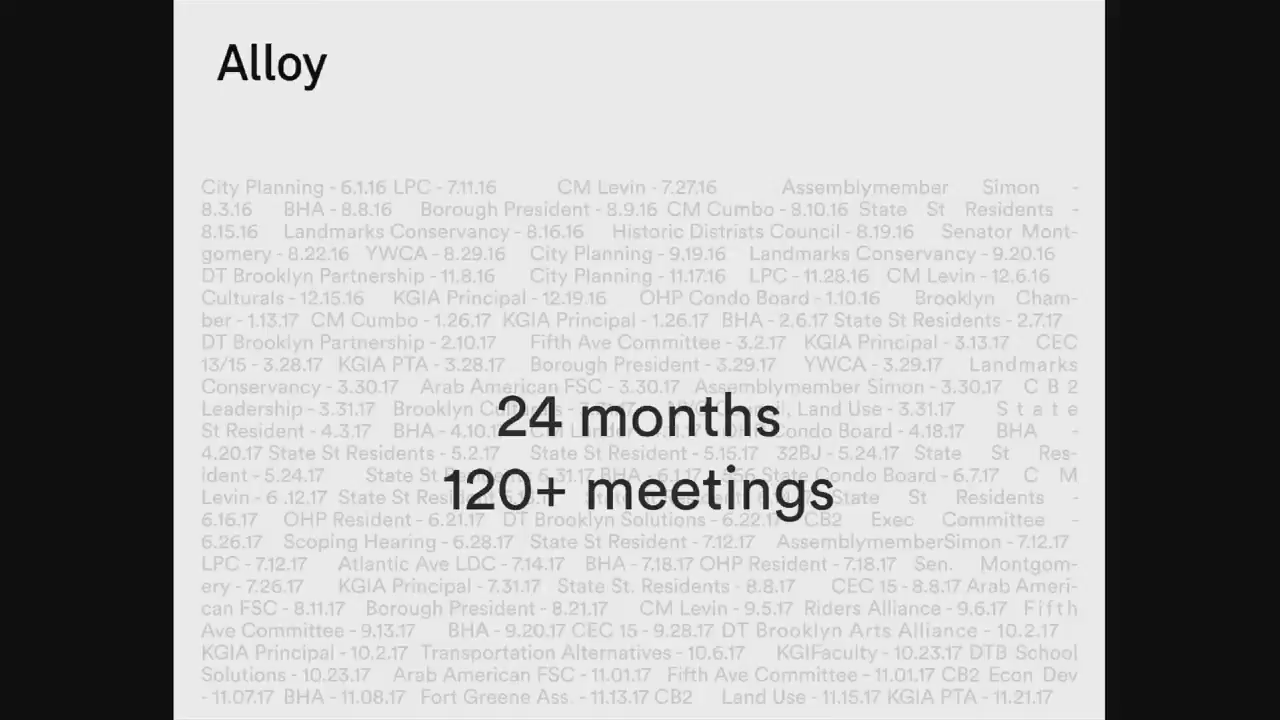 Alloy
City Planning - 6.1.16 LPC - 7.11.16 CM Levin - 7.27.16 Assemblymember Simon -
8.3.16 BHA - 8.8.16 Borough President - 8.9.16 CM Cumbo - 8.10.16 State St Residents -
8.15.16 Landmarks Conservancy - 8.16.16 Historic Districts Council - 8.19.16 Senator Mont-
gomery - 8.22.16 YWCA - 8.29.16 City Planning - 9.19.16 Landmarks Conservancy - 9.20.16
DT Brooklyn Partnership - 11.8.16 City Planning - 11.17.16 LPC - 11.28.16 CM Levin - 12.6.16
Culturals - 12.15.16 KGIA Principal - 12.19.16 OHP Condo Board - 1.10.16 Brooklyn Cham-
ber - 1.13.17 CM Cumbo - 1.26.17 KGIA Principal - 1.26.17 BHA - 2.6.17 State St Residents - 2.7.17
DT Brooklyn Partnership - 2.10.17 Fifth Ave Committee - 3.2.17 KGIA Principal - 3.13.17 CEC
13/15 - 3.28.17 KGIA PTA - 3.28.17 Borough President - 3.29.17 YWCA - 3.29.17 Landmarks
Conservancy - 3.30.17 Arab American FSC - 3.30.17 Assemblymember Simon - 3.30.17 C B 2
Leadership - 3.31.17 Brooklyn Land Use - 3.31.17 State
24 months
St Resident - 4.3.17 BHA - 4.10.17 Condo Board - 4.18.17 BHA -
4.20.17 State St Residents - 5.2.17 State St Resident - 5.15.17 32BJ - 5.24.17 State St Res-
ident - 5.24.17 State St BHA - State Condo Board - 6.7.17 C M
120+ meetings
Levin - 6 .12.17 State St State St Residents -
6.16.17 OHP Resident - 6.21.17 DT Brooklyn Solutions - 6.22.17 CB2 Exec Committee -
6.26.17 Scoping Hearing - 6.28.17 State St Resident - 7.12.17 AssemblymemberSimon - 7.12.17
LPC - 7.12.17 Atlantic Ave LDC - 7.14.17 BHA - 7.18.17 OHP Resident - 7.18.17 Sen. Montgom-
ery - 7.26.17 KGIA Principal - 7.31.17 State St. Residents - 8.8.17 CEC 15 - 8.8.17 Arab Ameri-
can FSC - 8.11.17 Borough President - 8.21.17 CM Levin - 9.5.17 Riders Alliance - 9.6.17 Fifth
Ave Committee - 9.13.17 BHA - 9.20.17 CEC 15 - 9.28.17 DT Brooklyn Arts Alliance - 10.2.17
KGIA Principal - 10.2.17 Transportation Alternatives - 10.6.17 KGIFaculty - 10.23.17 DTB School
Solutions - 10.23.17 Arab American FSC - 11.01.17 Fifth Ave Committee - 11.01.17 CB2 Econ Dev
- 11.07.17 BHA - 11.08.17 Fort Greene Ass. - 11.13.17 CB2 Land Use - 11.15.17 KGIA PTA - 11.21.17